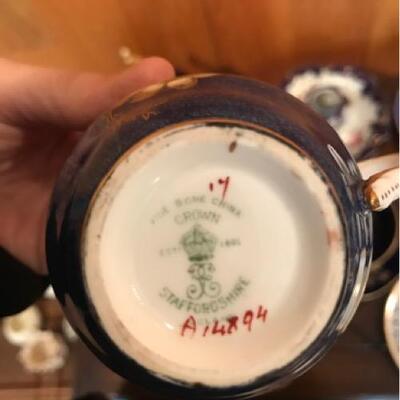 17
FINE BONE CHINA
CROWN
ESTD 1801
STAFFORDSHIRE
A14894